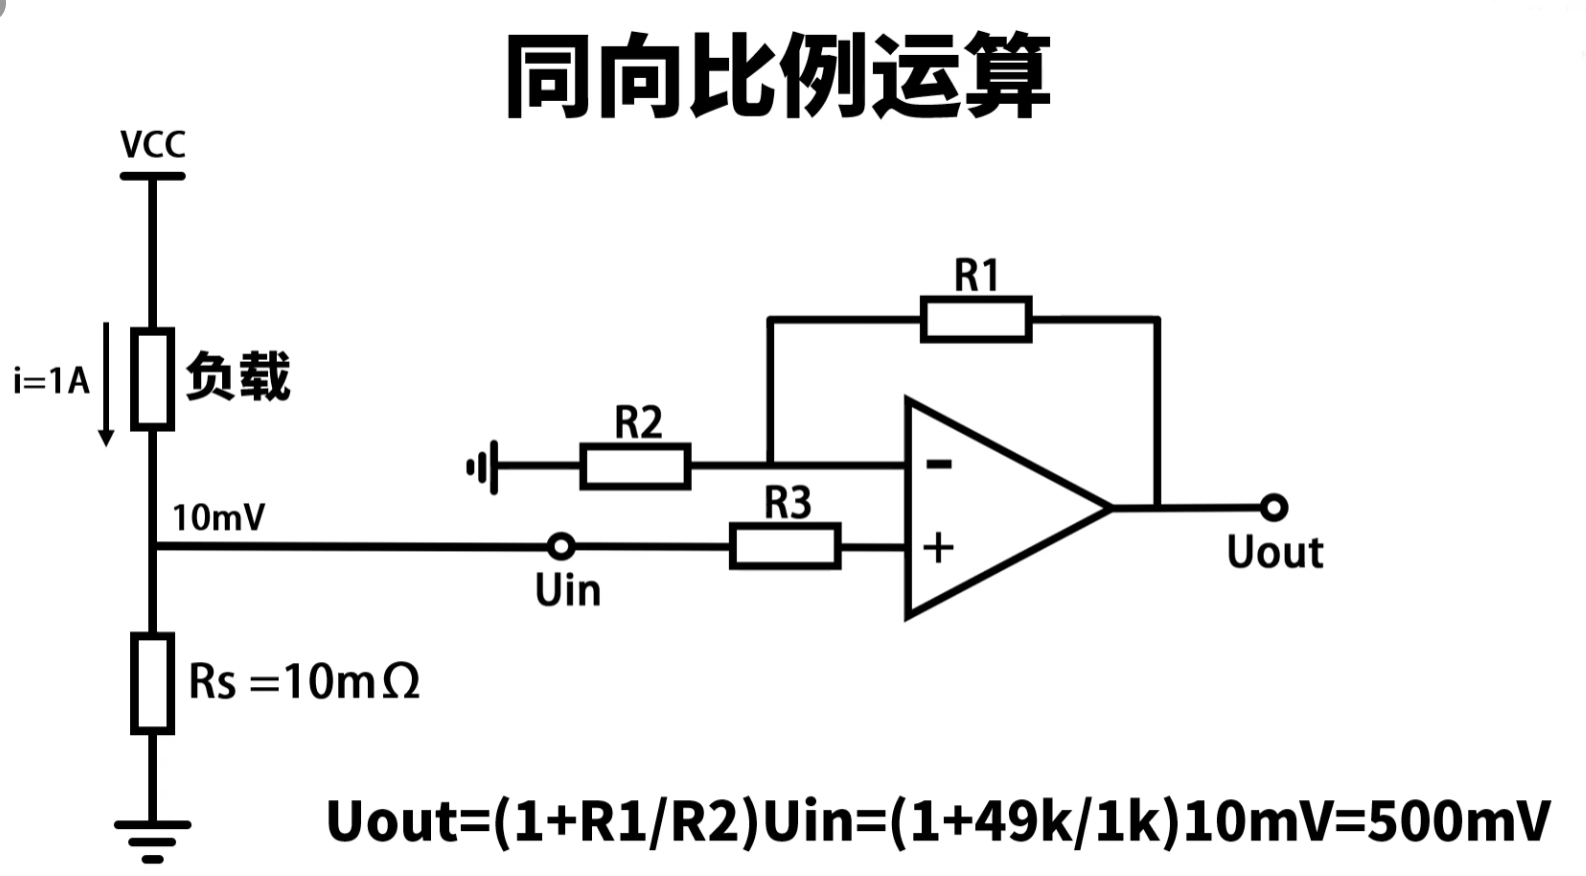 同向比例运算
VCC
R1
i=1A
负载
R2
10mV
R3
-
+
Uin
Uout
Rs =10mΩ
Uout=(1+R1/R2)Uin=(1+49k/1k)10mV=500mV